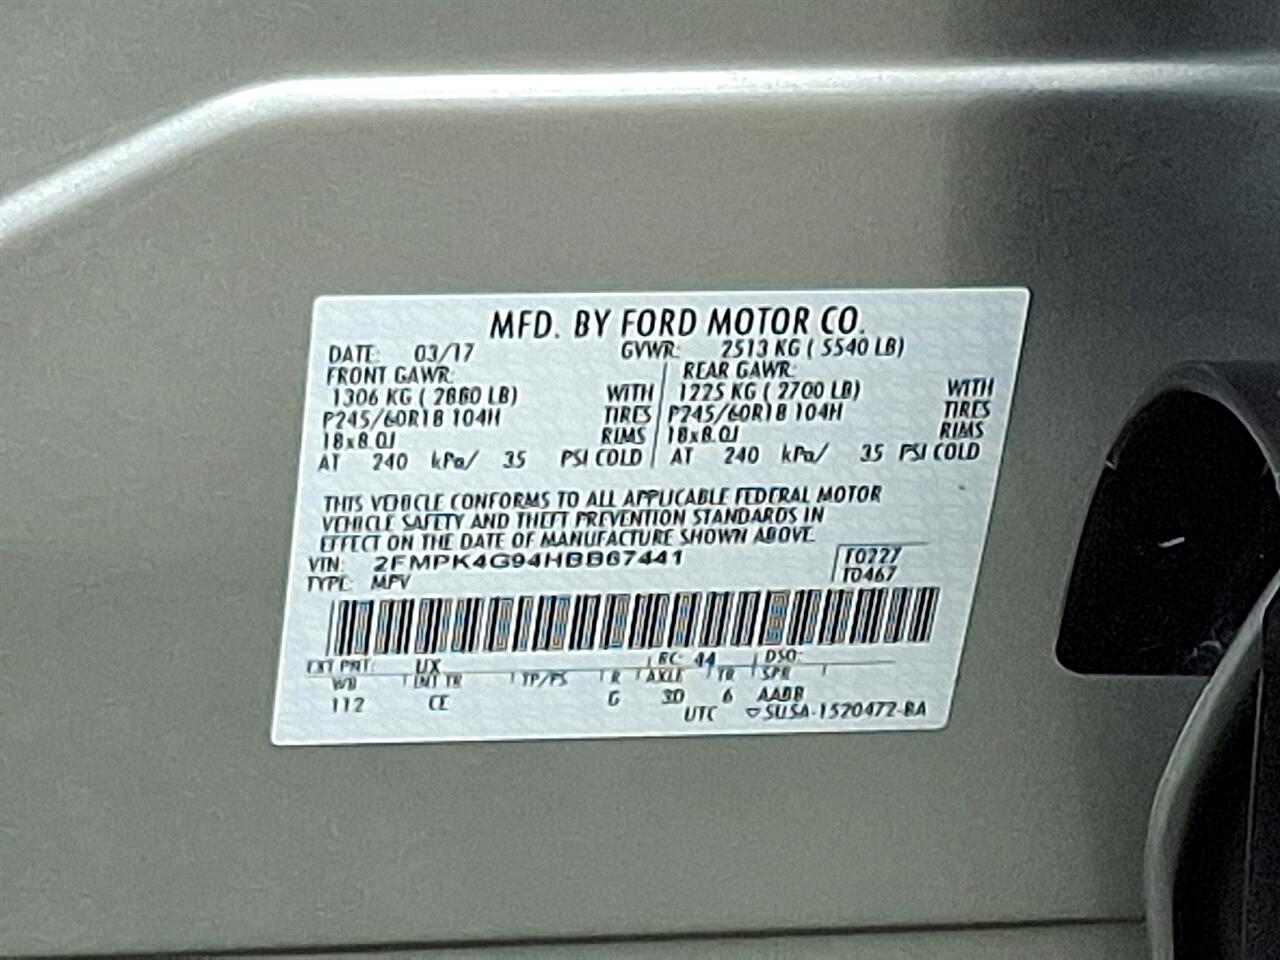 MFD. BY FORD MOTOR CO.
DATE: 03/17 GVWR: 2513 KG ( 5540 LB)
FRONT GAWR: REAR GAWR:
1306 KG ( 2880 LB) WITH 1225 KG ( 2700 LB) WITH
P245/60R18 104H TIRES P245/60R18 104H TIRES
18x8.0J RIMS 18x8.0J RIMS
AT 240 kPa/ 35 PSI COLD AT 240 kPa/ 35 PSI COLD
THIS VEHICLE CONFORMS TO ALL APPLICABLE FEDERAL MOTOR
VEHICLE SAFETY AND THEFT PREVENTION STANDARDS IN
EFFECT ON THE DATE OF MANUFACTURE SHOWN ABOVE.
VIN: 2FMPK4G94HBB67441 F0227
TYPE: MPV T0467
EXT PNT: UX RC: 44 DSO:
WB INT TR TP/PS R AXLE TR SPR
112 CE G 3D 6 AABB
UTC ▽SUSA-1520472-BA